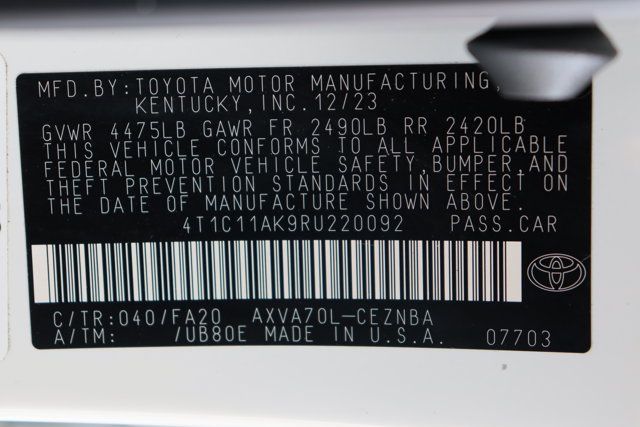 MFD.BY:TOYOTA MOTOR MANUFACTURING,
KENTUCKY,INC.12/23
GVWR 4475LB GAWR FR 2490LB RR 2420LB
THIS VEHICLE CONFORMS TO ALL APPLICABLE
FEDERAL MOTOR VEHICLE SAFETY,BUMPER,AND
THEFT PREVENTION STANDARDS IN EFFECT ON
THE DATE OF MANUFACTURE SHOWN ABOVE.
4T1C11AK9RU220092 PASS.CAR
C/TR:040/FA20 AXVA70L-CEZNBA
A/TM: /UB80E MADE IN U.S.A. 07703